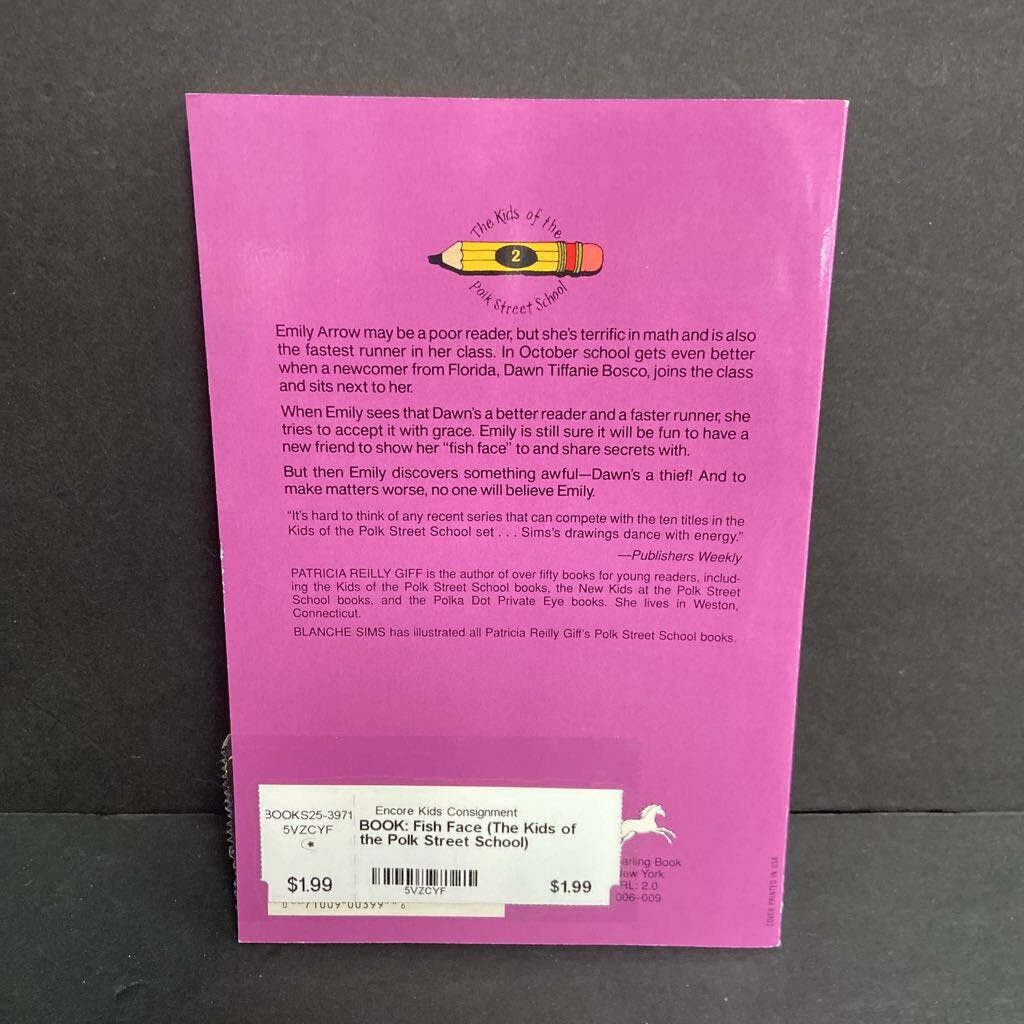 The Kids of the
2
Polk Street School
Emily Arrow may be a poor reader, but she's terrific in math and is also
the fastest runner in her class. In October school gets even better
when a newcomer from Florida, Dawn Tiffanie Bosco, joins the class
and sits next to her.
When Emily sees that Dawn's a better reader and a faster runner, she
tries to accept it with grace. Emily is still sure it will be fun to have a
new friend to show her "fish face" to and share secrets with.
But then Emily discovers something awful—Dawn's a thief! And to
make matters worse, no one will believe Emily.
"It's hard to think of any recent series that can compete with the ten titles in the
Kids of the Polk Street School set . . . Sims's drawings dance with energy."
—Publishers Weekly
PATRICIA REILLY GIFF is the author of over fifty books for young readers, includ-
ing the Kids of the Polk Street School books, the New Kids at the Polk Street
School books, and the Polka Dot Private Eye books. She lives in Weston,
Connecticut.
BLANCHE SIMS has illustrated all Patricia Reilly Giff's Polk Street School books.
BOOKS25-3971
5VZCYF
$1.99
Encore Kids Consignment
BOOK: Fish Face (The Kids of
the Polk Street School)
5VZCYF
$1.99
arling Book
ew York
RL: 2.0
006–009
COVER PRINTED IN USA